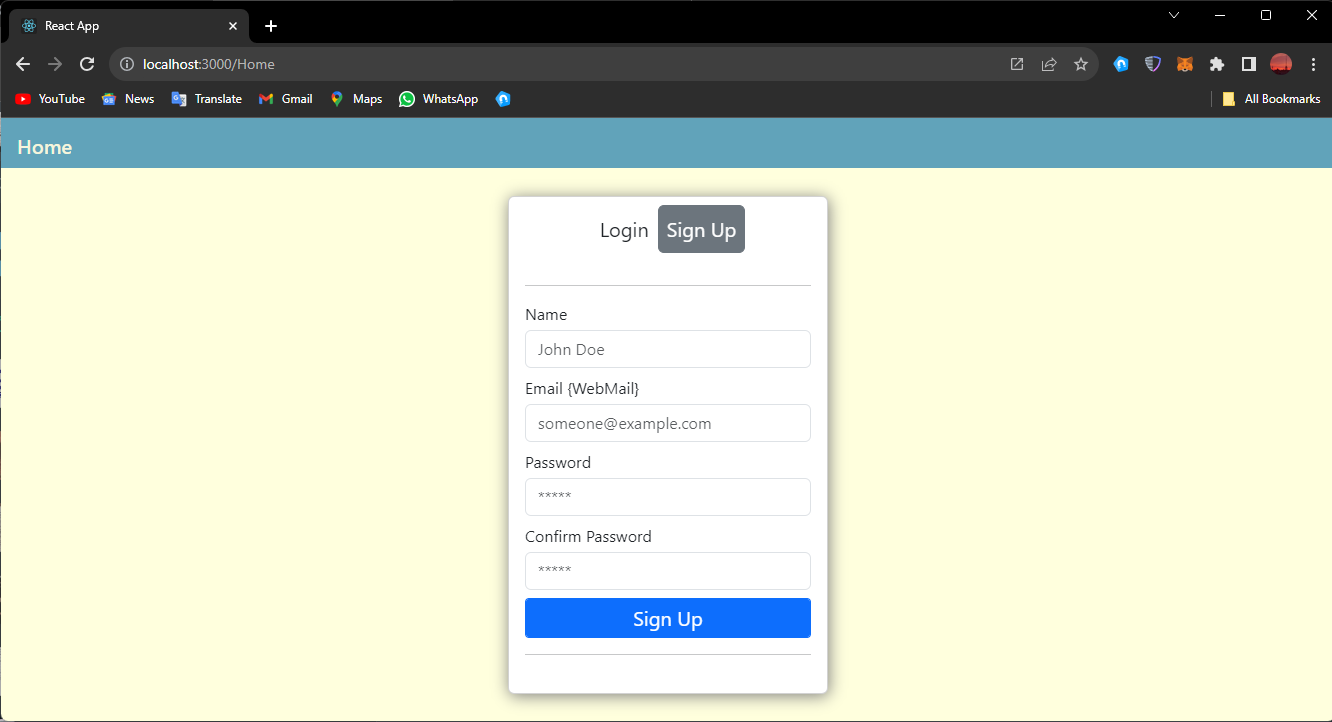 React App
localhost:3000/Home
YouTube News Translate Gmail Maps WhatsApp All Bookmarks
Home
Login Sign Up
Name
John Doe
Email {WebMail}
someone@example.com
Password
*****
Confirm Password
*****
Sign Up